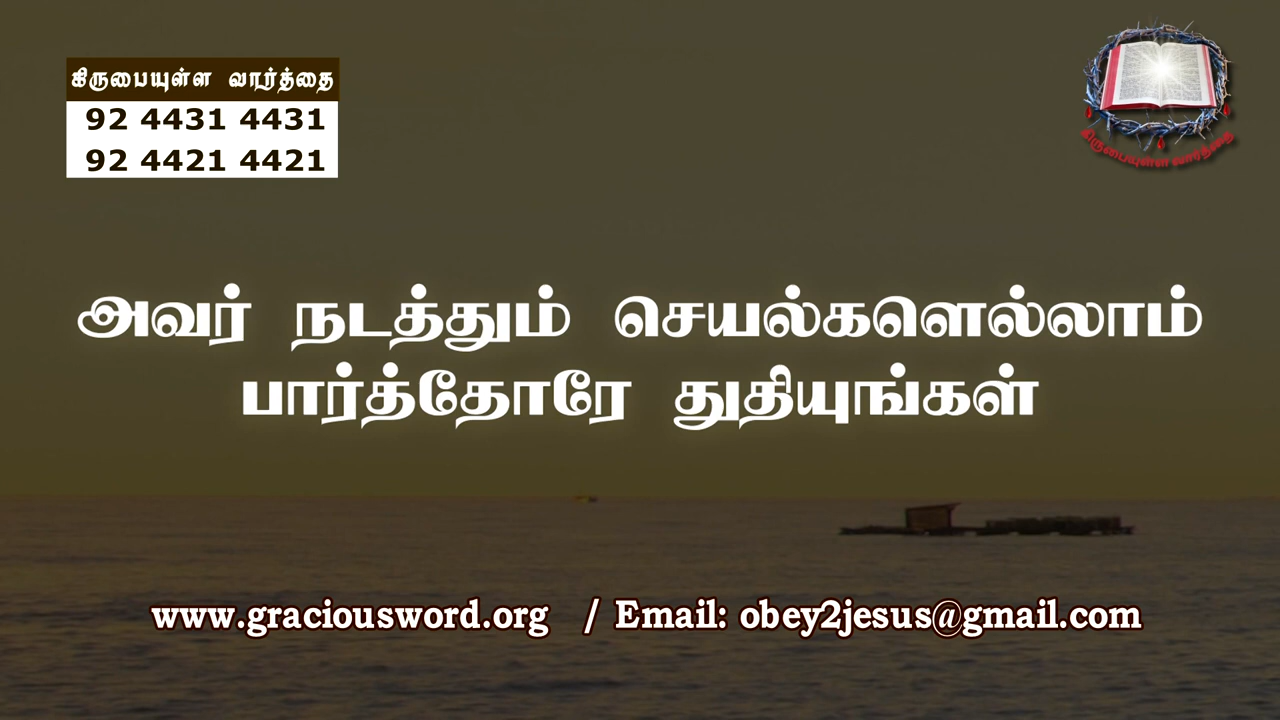 கிருபையுள்ள வார்த்தை
92 4431 4431
92 4421 4421
கிருபையுள்ள வார்த்தை
அவர் நடத்தும் செயல்களெல்லாம்
பார்த்தோரே துதியுங்கள்
www.graciousword.org / Email: obey2jesus@gmail.com